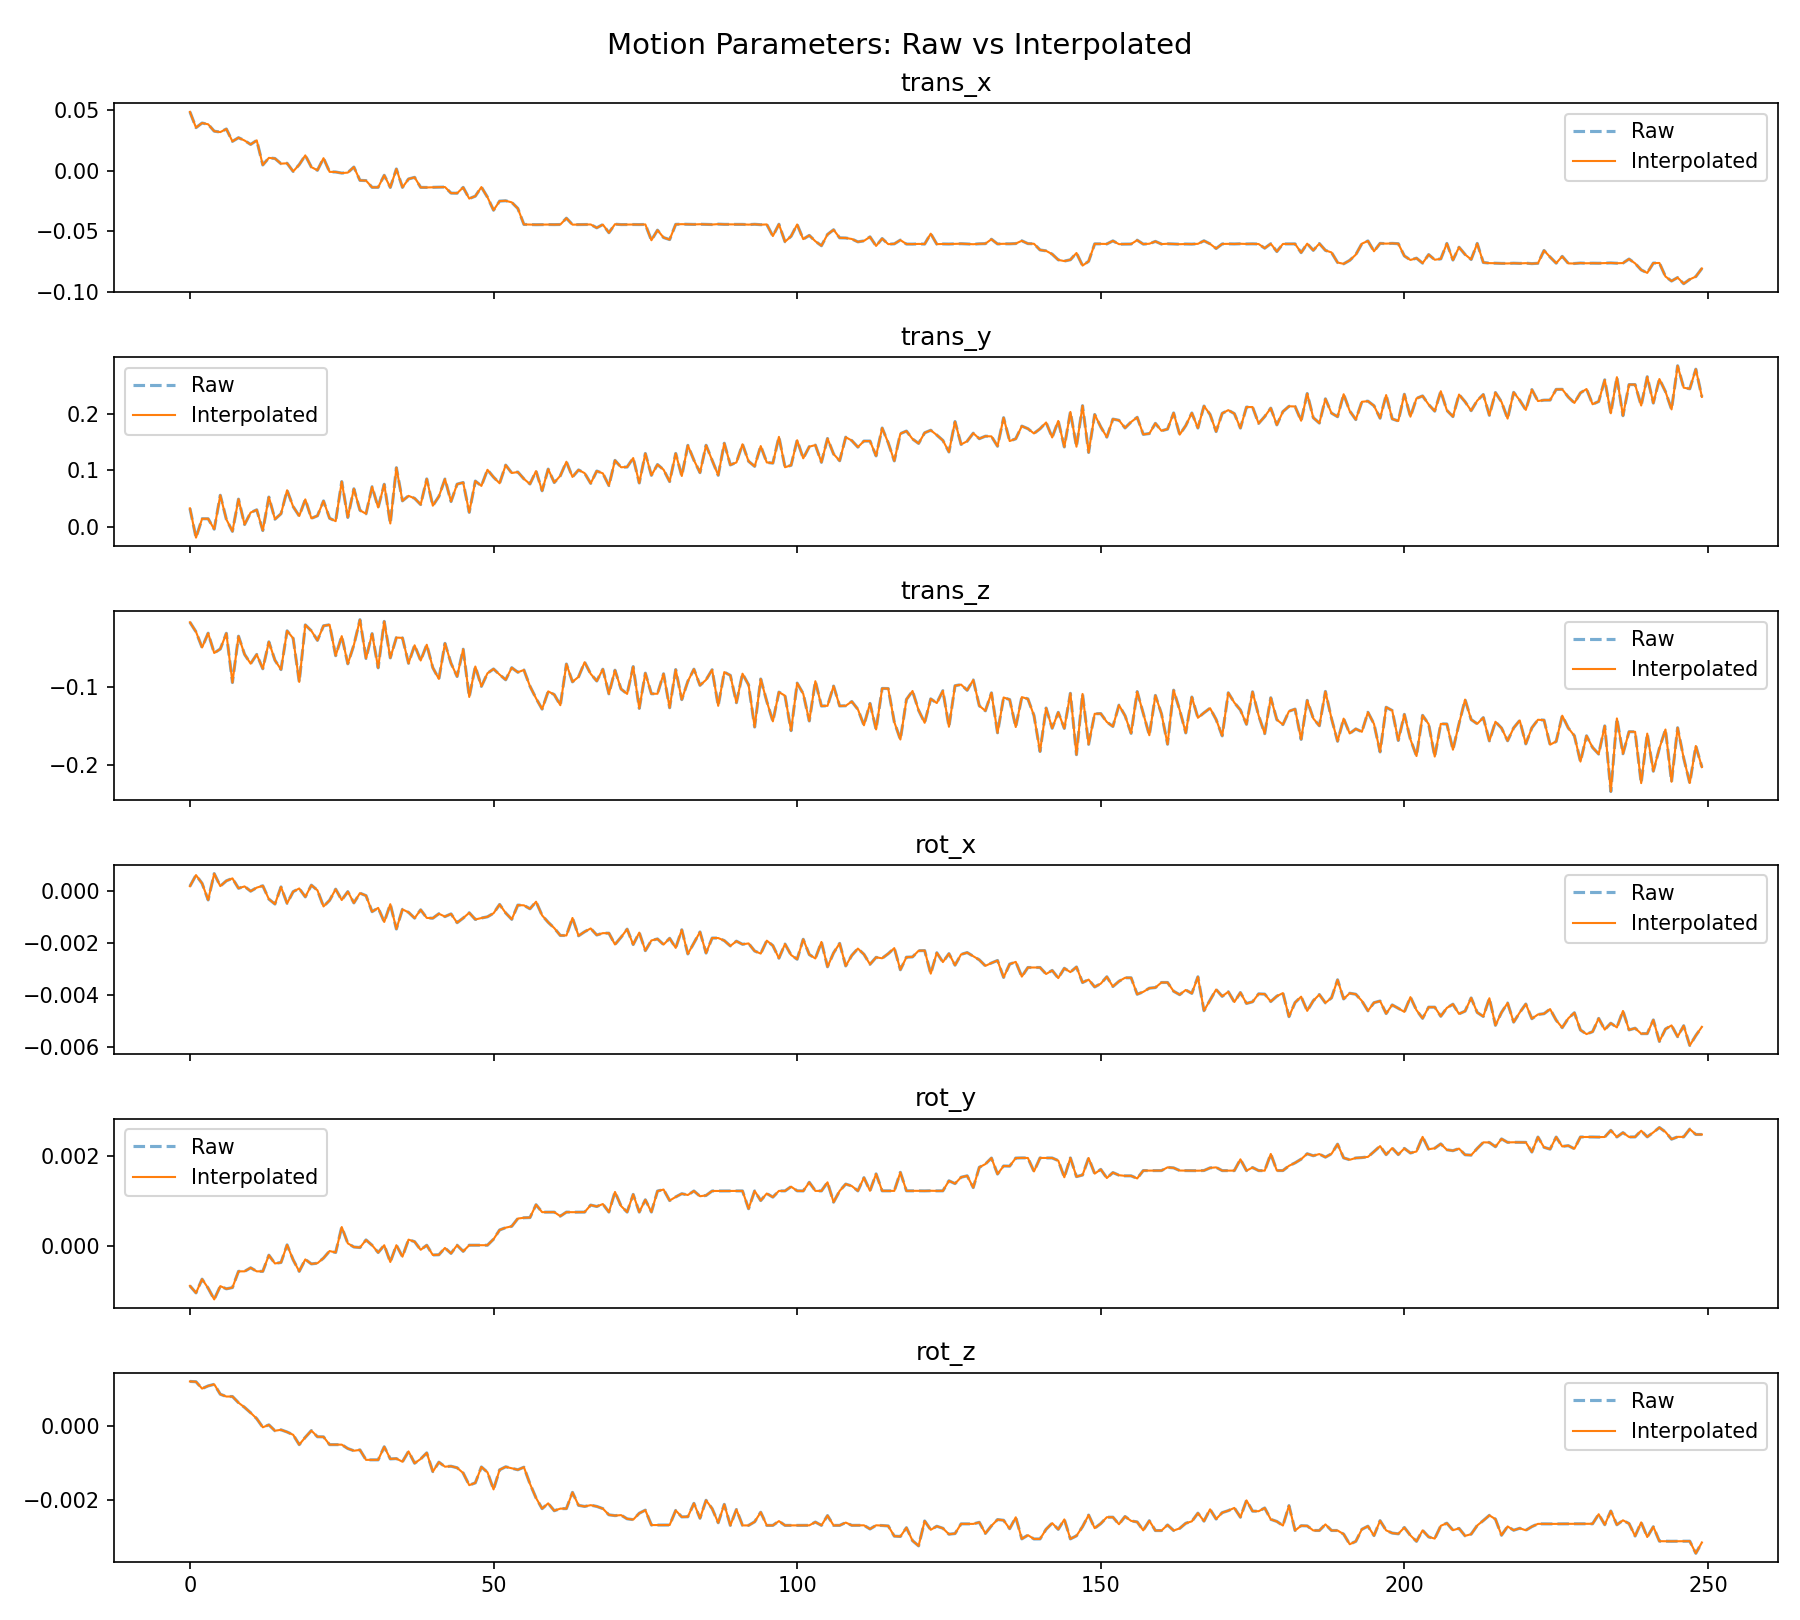 Motion Parameters: Raw vs Interpolated
trans_x
0.05
0.00
−0.05
−0.10
Raw
Interpolated
trans_y
0.2
0.1
0.0
Raw
Interpolated
trans_z
−0.1
−0.2
Raw
Interpolated
rot_x
0.000
−0.002
−0.004
−0.006
Raw
Interpolated
rot_y
0.002
0.000
Raw
Interpolated
rot_z
0.000
−0.002
Raw
Interpolated
0 50 100 150 200 250